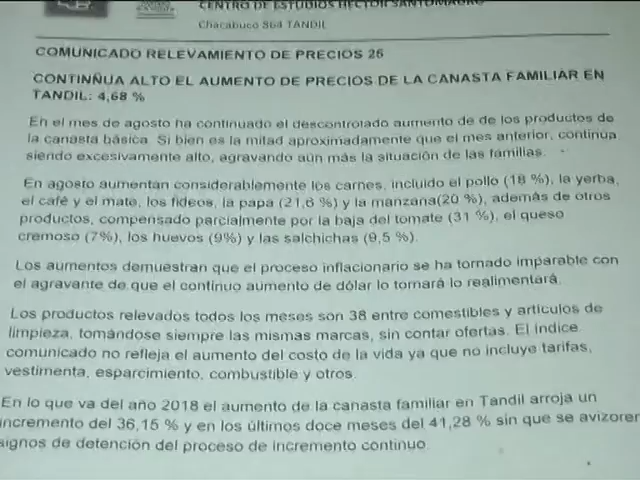 CENTRO DE ESTUDIOS HÉCTOR SANTOMAURO
Chacabuco 864 TANDIL
COMUNICADO RELEVAMIENTO DE PRECIOS 26
CONTINNUA ALTO EL AUMENTO DE PRECIOS DE LA CANASTA FAMILIAR EN
TANDIL: 4,68 %
En el mes de agosto ha continuado el descontrolado aumento de de los productos de
la canasta básica. Si bien es la mitad aproximadamente que el mes anterior, continúa
siendo excesivamente alto, agravando aún más la situación de las familias.
En agosto aumentan considerablemente los carnes, incluido el pollo (18 %), la yerba,
el café y el mate, los fideos, la papa (21,6 %) y la manzana(20 %), además de otros
productos, compensado parcialmente por la baja del tomate (31 %), el queso
cremoso (7%), los huevos (9%) y las salchichas (9,5 %).
Los aumentos demuestran que el proceso inflacionario se ha tornado imparable con
el agravante de que el continuo aumento de dólar lo tornará lo realimentará.
Los productos relevados todos los meses son 38 entre comestibles y artículos de
limpieza, tomándose siempre las mismas marcas, sin contar ofertas. El índice
comunicado no refleja el aumento del costo de la vida ya que no incluye tarifas,
vestimenta, esparcimiento, combustible y otros.
En lo que va del año 2018 el aumento de la canasta familiar en Tandil arroja un
incremento del 36,15 % y en los últimos doce meses del 41,28 % sin que se avizoren
signos de detención del proceso de incremento continuo.